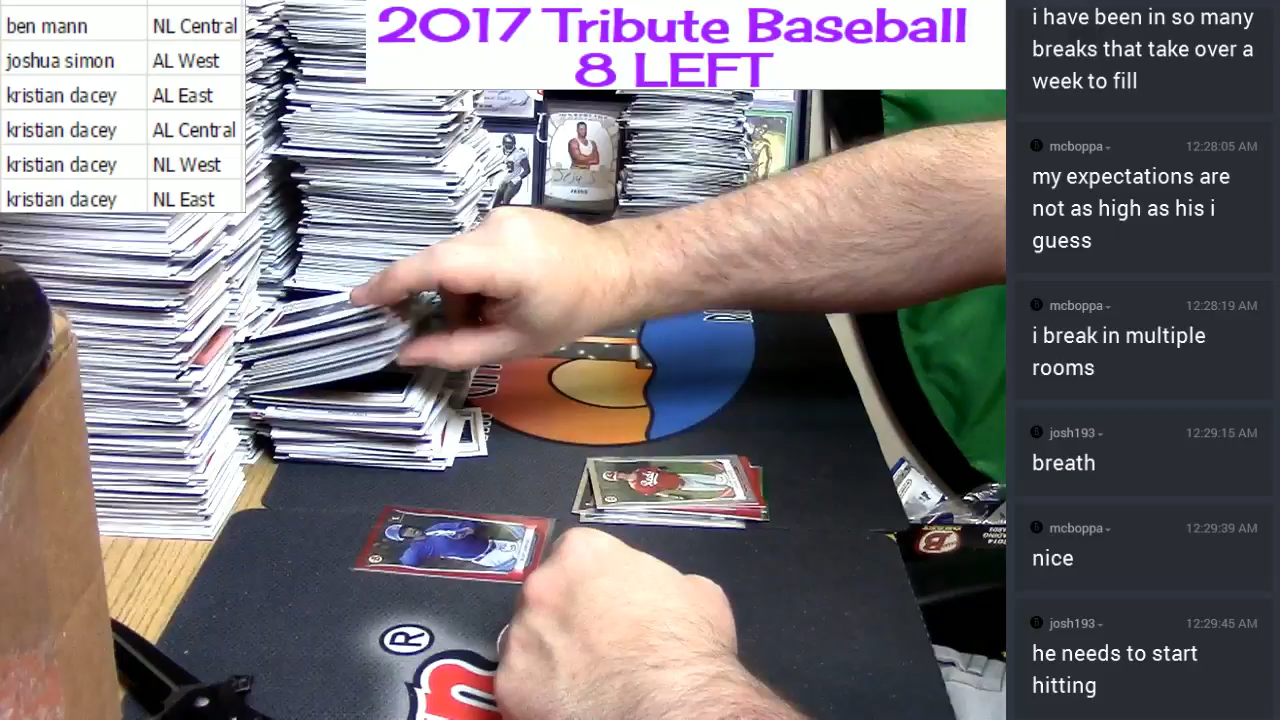 ben mann NL Central
joshua simon AL West
kristian dacey AL East
kristian dacey AL Central
kristian dacey NL West
kristian dacey NL East
2017 Tribute Baseball
8 LEFT
i have been in so many
breaks that take over a
week to fill
mcboppa 12:28:05 AM
my expectations are
not as high as his i
guess
mcboppa 12:28:19 AM
i break in multiple
rooms
josh193 12:29:15 AM
breath
mcboppa 12:29:39 AM
nice
josh193 12:29:45 AM
he needs to start
hitting
Reds
®